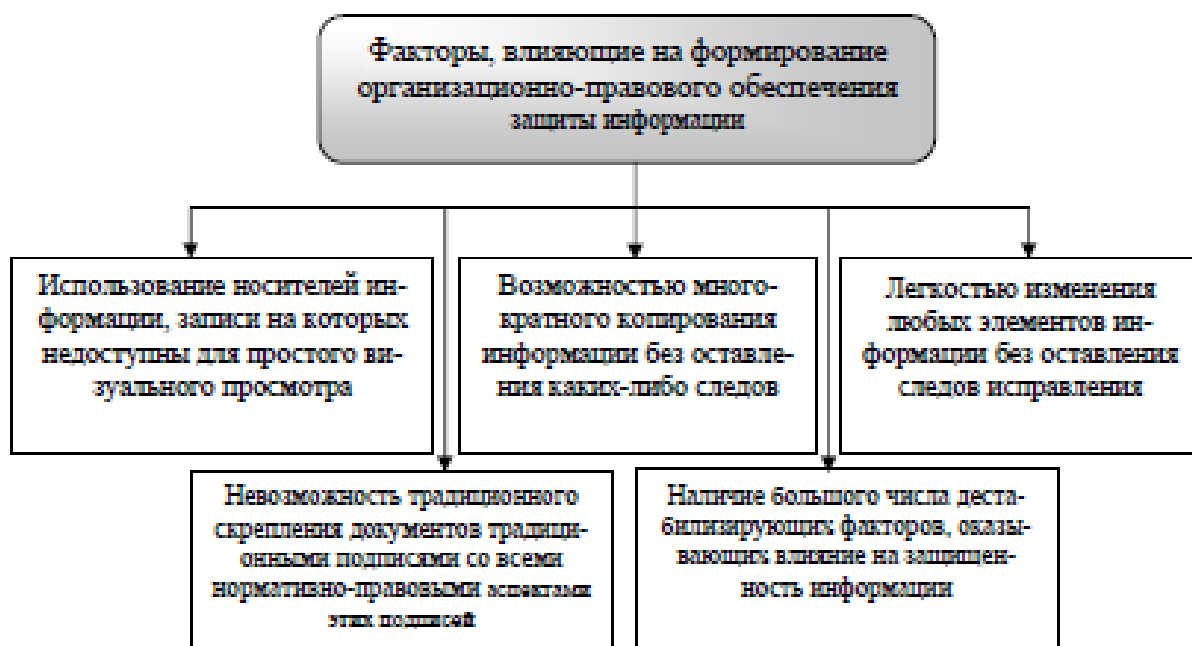 Факторы, влияющие на формирование
организационно-правового обеспечения
защиты информации
Использование носителей ин-
формации, записи на которых
недоступны для простого ви-
зуального просмотра
Возможностью много-
кратного копирования
информации без оставле-
ния каких-либо следов
Легкостью изменения
любых элементов ин-
формации без оставления
следов исправления
Невозможность традиционного
скрепления документов традици-
онными подписями со всеми
нормативно-правовыми аспектами
этих подписей
Наличие большого числа деста-
билизирующих факторов, оказы-
вающих влияние на защищен-
ность информации